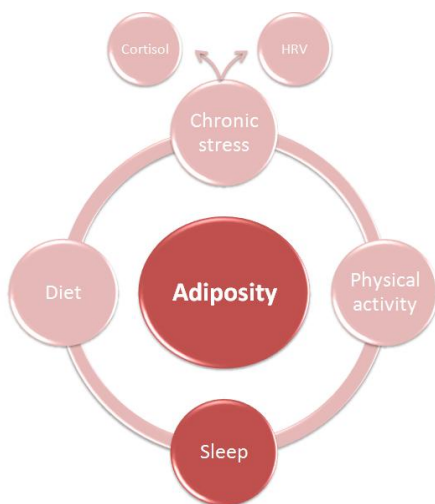 Cortisol
HRV
Chronic
stress
Diet
Adiposity
Physical
activity
Sleep